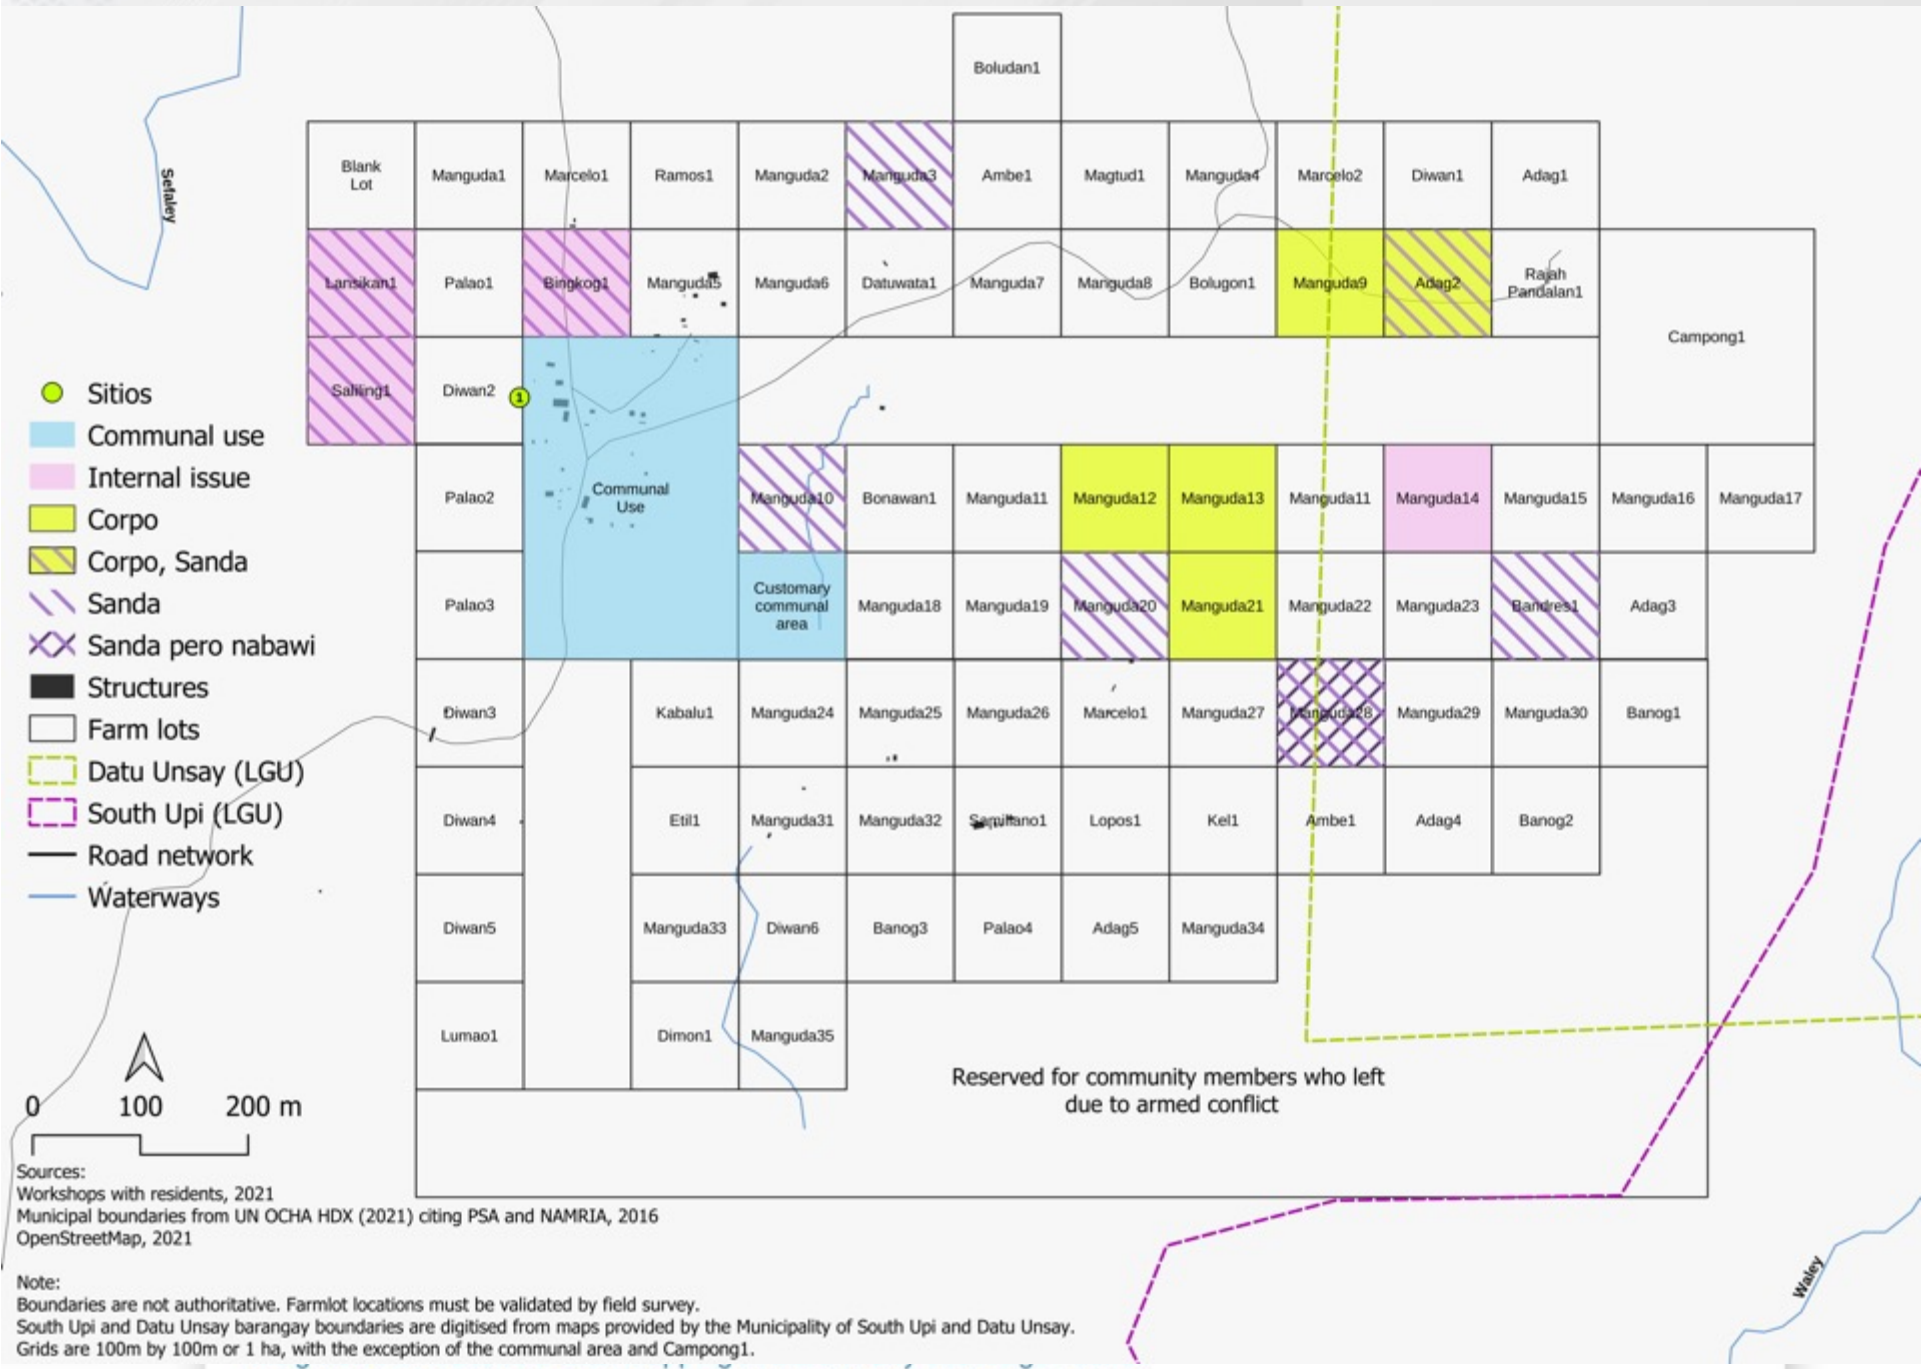 Boludan1
Blank
Lot
Manguda1
Marcelo1
Ramos1
Manguda2
Manguda3
Ambe1
Magtud1
Manguda4
Marcelo2
Diwan1
Adag1
Sefaley
Lansikan1
Palao1
Bingkog1
Manguda5
Manguda6
Datuwata1
Manguda7
Manguda8
Bolugon1
Manguda9
Adag2
Rajah
Pandalan1
Campong1
Saliling1
Diwan2
1
Palao2
Communal
Use
Manguda10
Bonawan1
Manguda11
Manguda12
Manguda13
Manguda11
Manguda14
Manguda15
Manguda16
Manguda17
Palao3
Customary
communal
area
Manguda18
Manguda19
Manguda20
Manguda21
Manguda22
Manguda23
Bandres1
Adag3
Diwan3
Kabalu1
Manguda24
Manguda25
Manguda26
Marcelo1
Manguda27
Manguda28
Manguda29
Manguda30
Banog1
Diwan4
Etil1
Manguda31
Manguda32
Lopos1
Kel1
Ambe1
Adag4
Banog2
Diwan5
Manguda33
Diwan6
Banog3
Palao4
Adag5
Manguda34
Lumao1
Dimon1
Manguda35
Reserved for community members who left
due to armed conflict
Waley
Sitios
Communal use
Internal issue
Corpo
Corpo, Sanda
Sanda
Sanda pero nabawi
Structures
Farm lots
Datu Unsay (LGU)
South Upi (LGU)
Road network
Waterways
0 100 200 m
Sources:
Workshops with residents, 2021
Municipal boundaries from UN OCHA HDX (2021) citing PSA and NAMRIA, 2016
OpenStreetMap, 2021
Note:
Boundaries are not authoritative. Farmlot locations must be validated by field survey.
South Upi and Datu Unsay barangay boundaries are digitised from maps provided by the Municipality of South Upi and Datu Unsay.
Grids are 100m by 100m or 1 ha, with the exception of the communal area and Campong1.